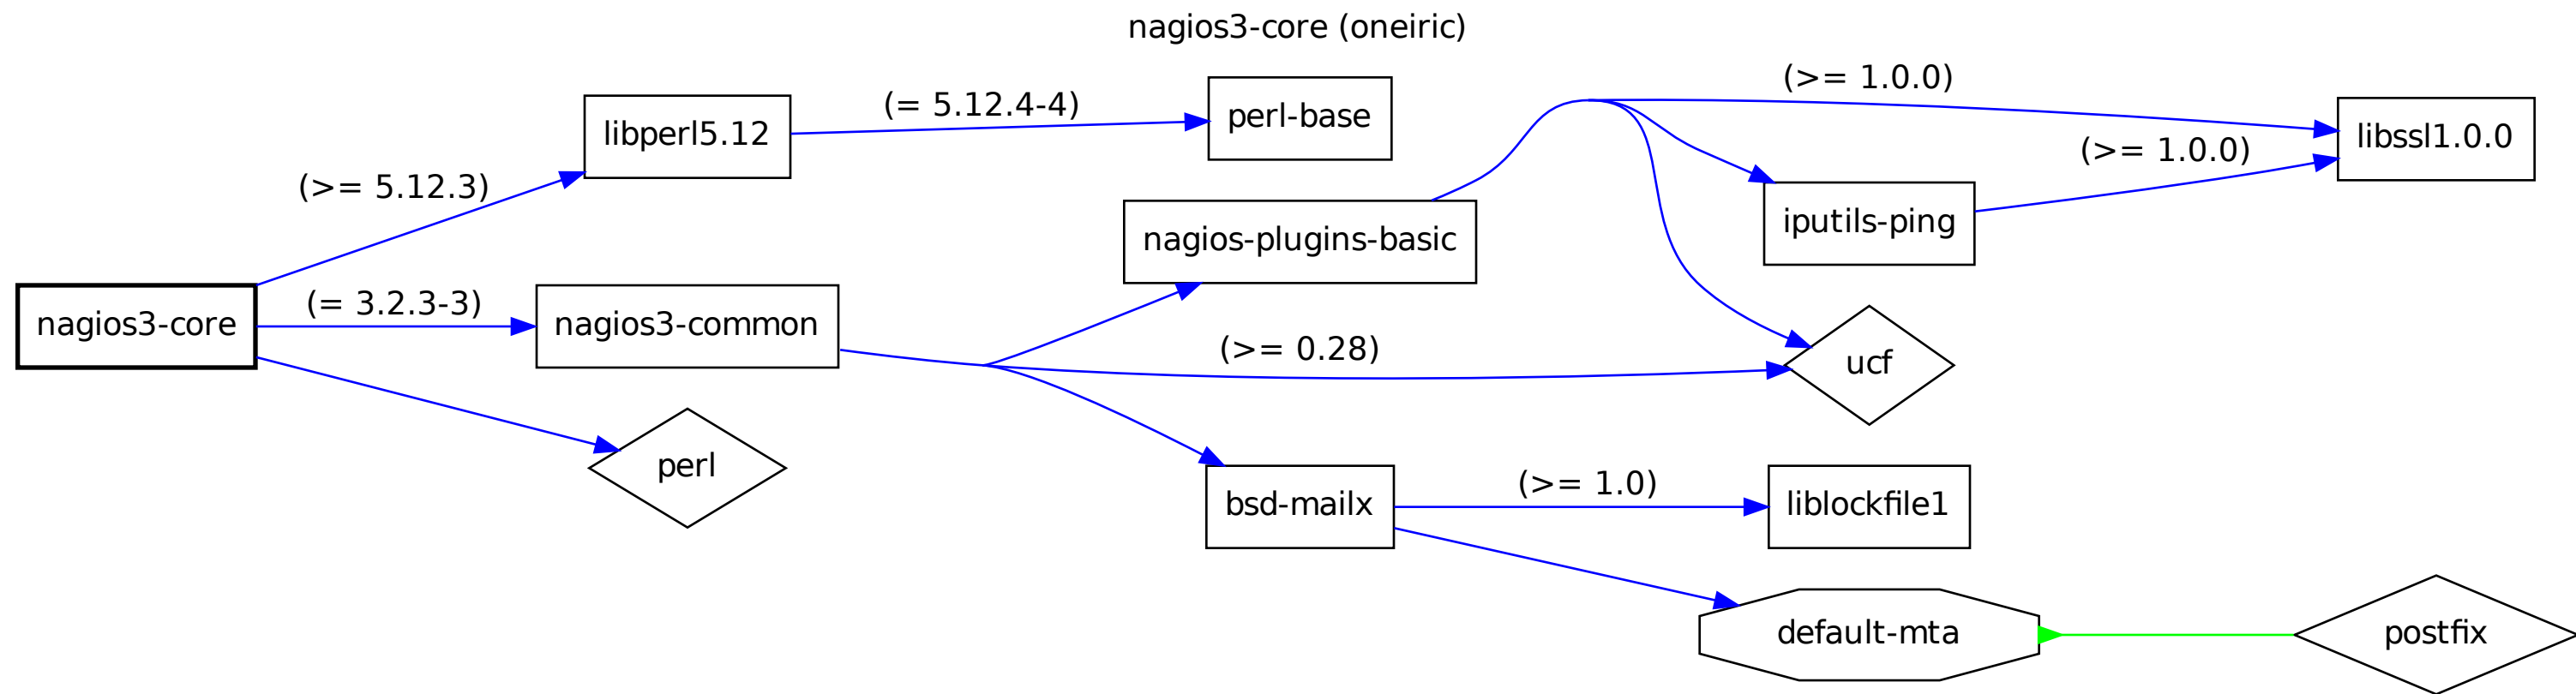 nagios3-core (oneiric)
(>= 5.12.3)
libperl5.12
(= 5.12.4-4)
perl-base
(>= 1.0.0)
libssl1.0.0
(>= 1.0.0)
iputils-ping
nagios-plugins-basic
nagios3-core
(= 3.2.3-3)
nagios3-common
(>= 0.28)
ucf
perl
bsd-mailx
(>= 1.0)
liblockfile1
default-mta
postfix